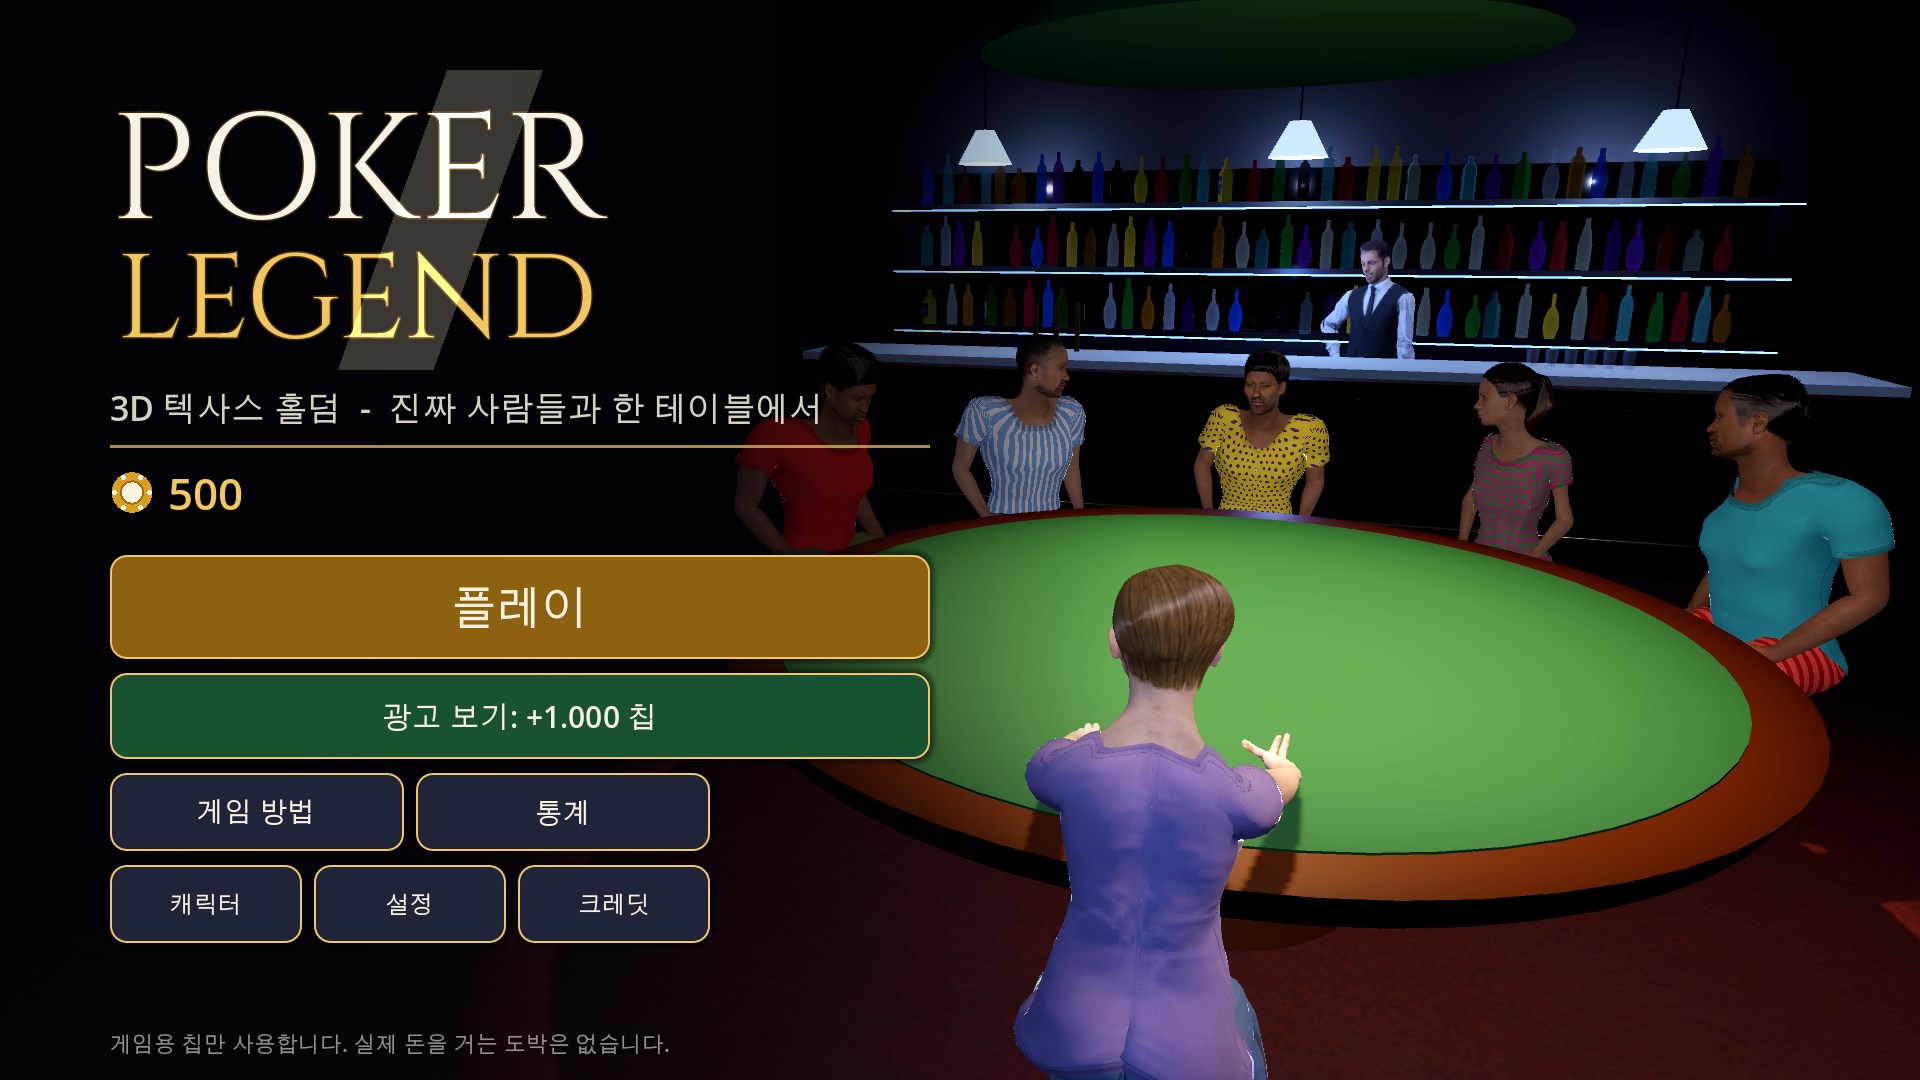 POKER
LEGEND
3D 텍사스 홀덤 - 진짜 사람들과 한 테이블에서
500
플레이
광고 보기: +1.000 칩
게임 방법
통계
캐릭터
설정
크레딧
게임용 칩만 사용합니다. 실제 돈을 거는 도박은 없습니다.